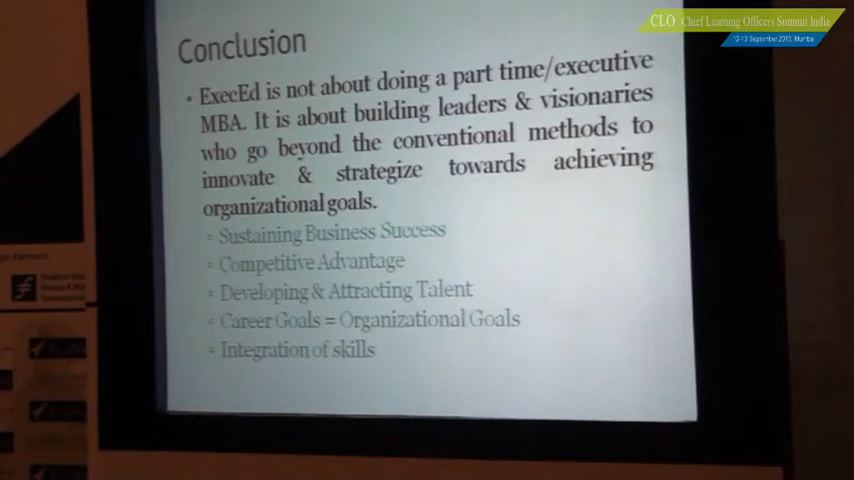 CLO Chief Learning Officers Summit India
12-13 September 2013, Mumbai
Conclusion
• ExecEd is not about doing a part time/executive
MBA. It is about building leaders & visionaries
who go beyond the conventional methods to
innovate & strategize towards achieving
organizational goals.
▫ Sustaining Business Success
▫ Competitive Advantage
▫ Developing & Attracting Talent
▫ Career Goals = Organizational Goals
▫ Integration of skills
Partners